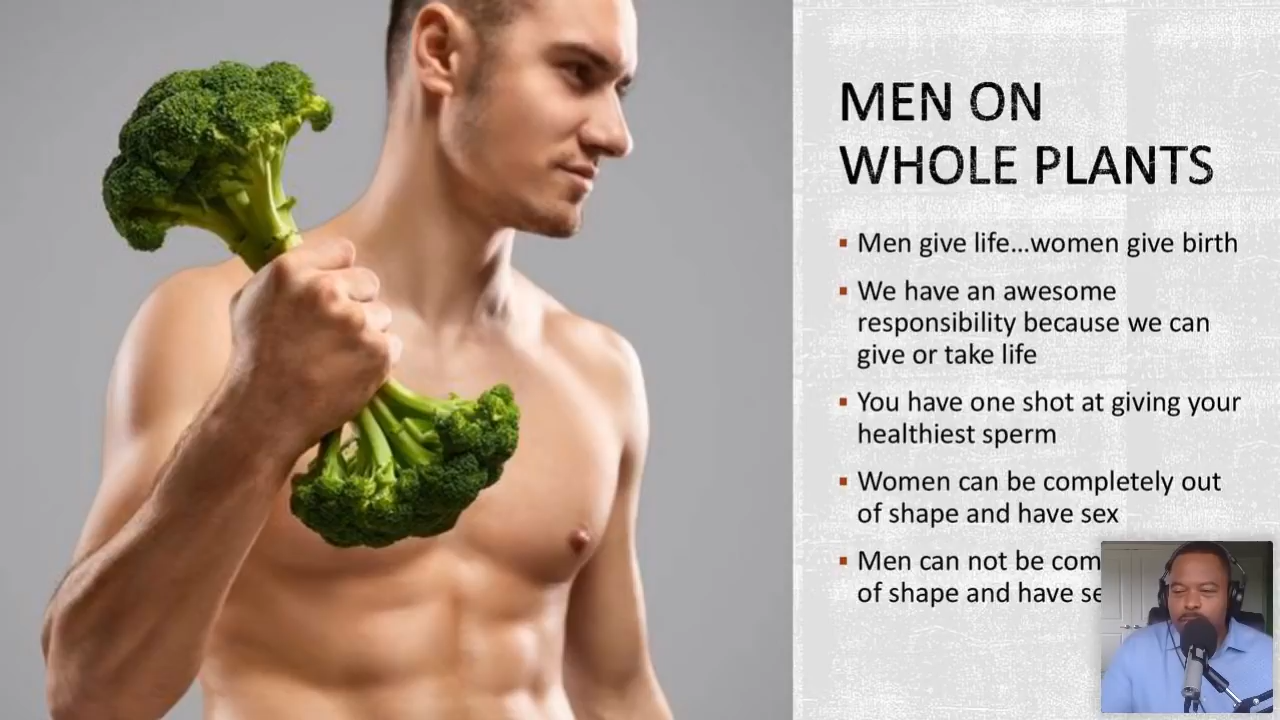 MEN ON
WHOLE PLANTS
Men give life...women give birth
We have an awesome
responsibility because we can
give or take life
You have one shot at giving your
healthiest sperm
Women can be completely out
of shape and have sex
Men can not be
of shape and have